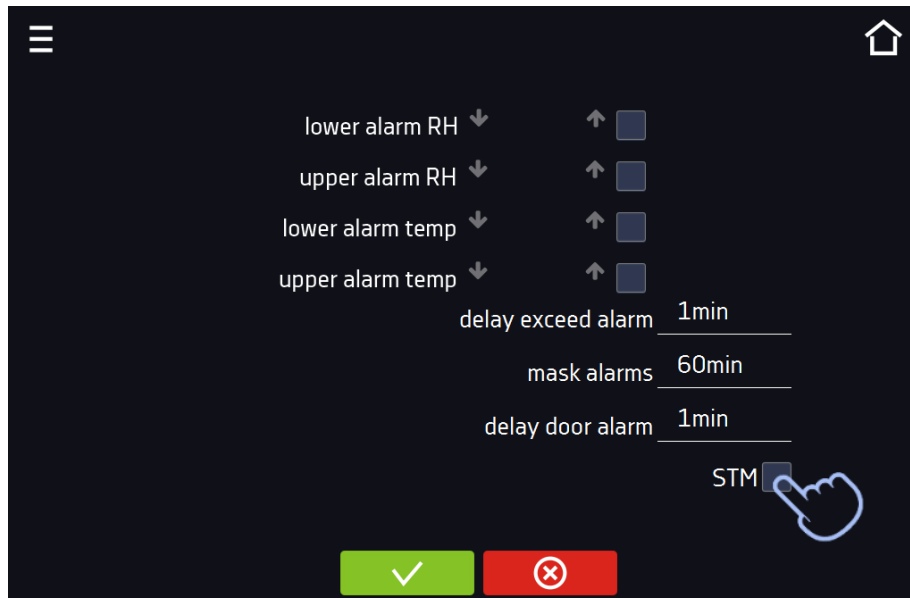 lower alarm RH
upper alarm RH
lower alarm temp
upper alarm temp
delay exceed alarm 1min
mask alarms 60min
delay door alarm 1min
STM